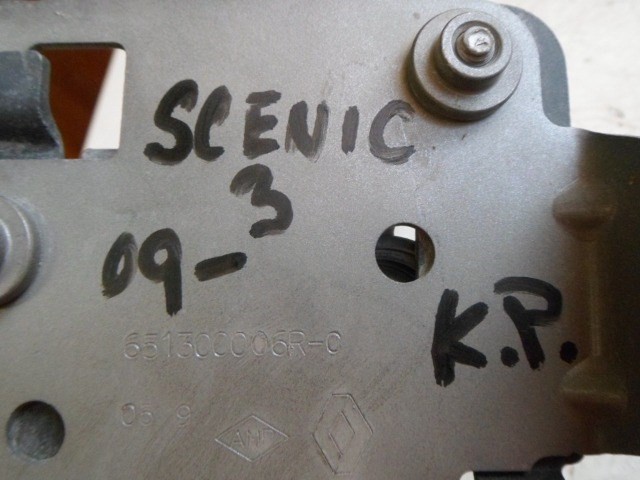 SCENIC
3
09-
K.P.
651300006R-C